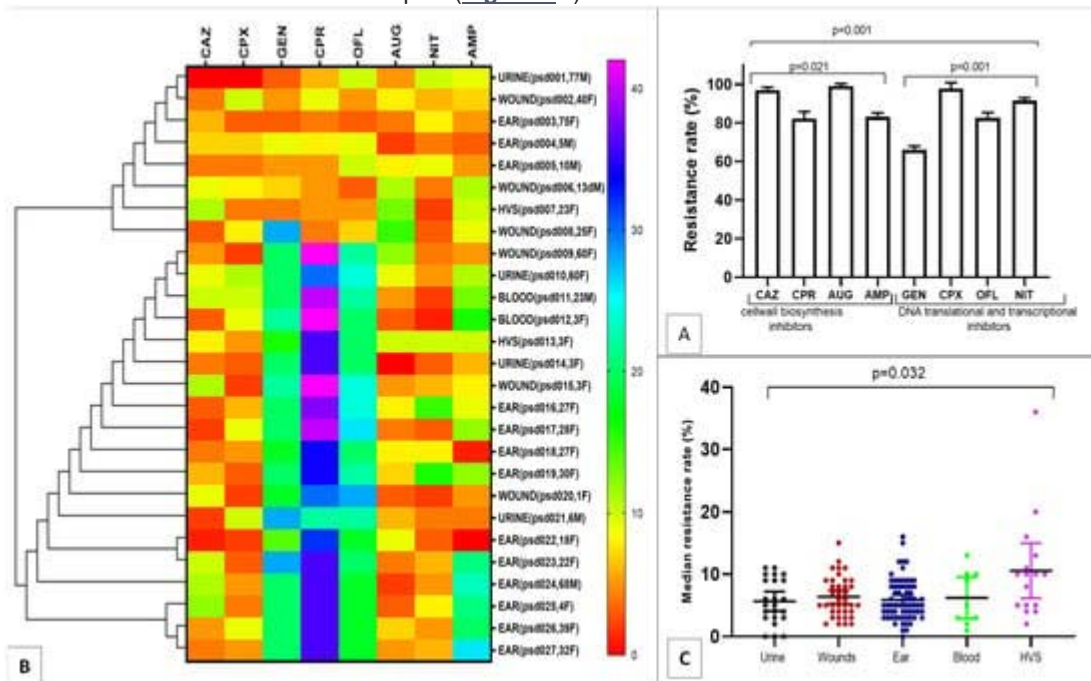 CAZ CPX GEN CPR OFL AUG NIT AMP
URINE(psd001,77M)
WOUND(psd002,40F)
EAR(psd003,75F)
EAR(psd004,5M)
EAR(psd005,10M)
WOUND(psd006,13dM)
HVS(psd007,23F)
WOUND(psd008,25F)
WOUND(psd009,60F)
URINE(psd010,60F)
BLOOD(psd011,23M)
BLOOD(psd012,3F)
HVS(psd013,3F)
URINE(psd014,3F)
WOUND(psd015,3F)
EAR(psd016,27F)
EAR(psd017,28F)
EAR(psd018,27F)
EAR(psd019,30F)
WOUND(psd020,1F)
URINE(psd021,6M)
EAR(psd022,18F)
EAR(psd023,22F)
EAR(psd024,68M)
EAR(psd025,4F)
EAR(psd026,39F)
EAR(psd027,32F)
40
30
20
10
0
B
p=0.001
p=0.021
p=0.001
Resistance rate (%)
100
80
60
40
20
0
CAZ CPR AUG AMP GEN CPX OFL NIT
cellwall biosynthesis
inhibitors
DNA translational and transcriptional
inhibitors
A
p=0.032
Median resistance rate (%)
40
30
20
10
0
Urine Wounds Ear Blood HVS
C